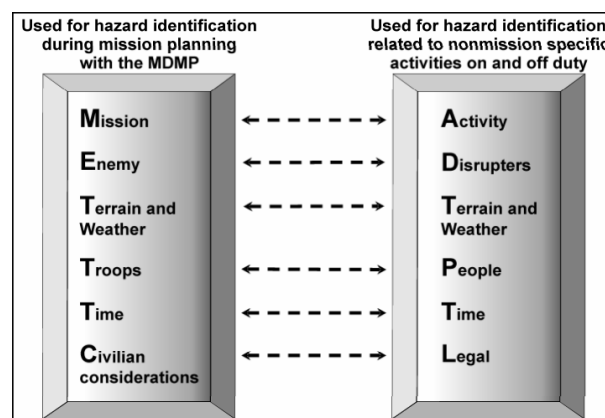 Used for hazard identification
during mission planning
with the MDMP
Used for hazard identification
related to nonmission specific
activities on and off duty
Mission
Enemy
Terrain and
Weather
Troops
Time
Civilian
considerations
Activity
Disrupters
Terrain and
Weather
People
Time
Legal